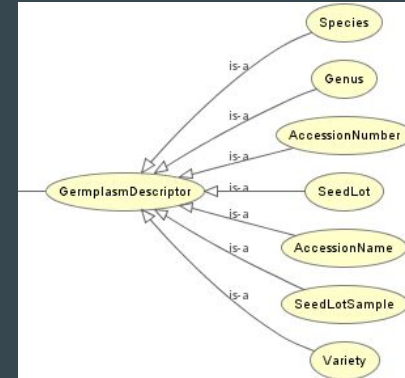 Species
is-a
Genus
is-a
AccessionNumber
is-a
GermplasmDescriptor
is-a
SeedLot
is-a
AccessionName
is-a
SeedLotSample
is-a
Variety